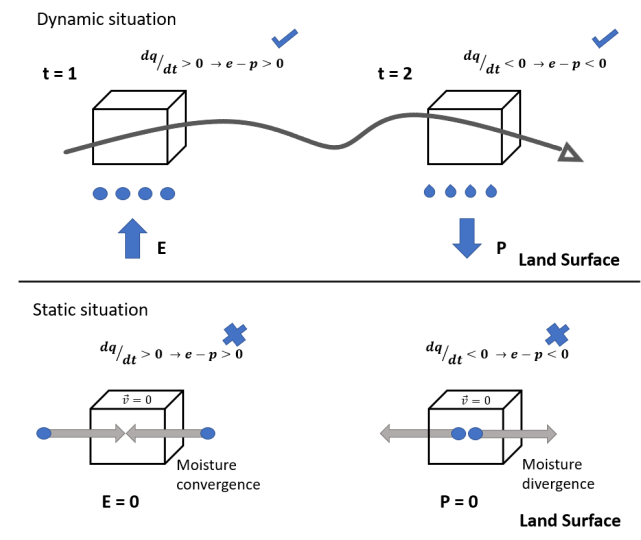 Dynamic situation
t = 1
dq/dt > 0 → e − p > 0
t = 2
dq/dt < 0 → e − p < 0
E
P
Land Surface
Static situation
dq/dt > 0 → e − p > 0
dq/dt < 0 → e − p < 0
v⃗ = 0
v⃗ = 0
Moisture
convergence
Moisture
divergence
E = 0
P = 0
Land Surface